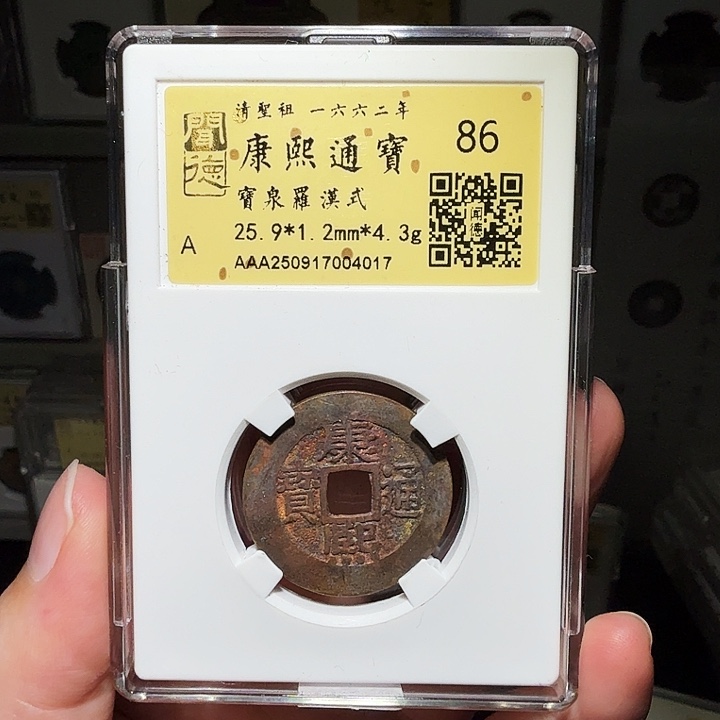 清聖祖 一六六二年
聞德
康熙通寶
86
寶泉羅漢式
闻德
A
25.9*1.2mm*4.3g
AAA250917004017
康熙通寶